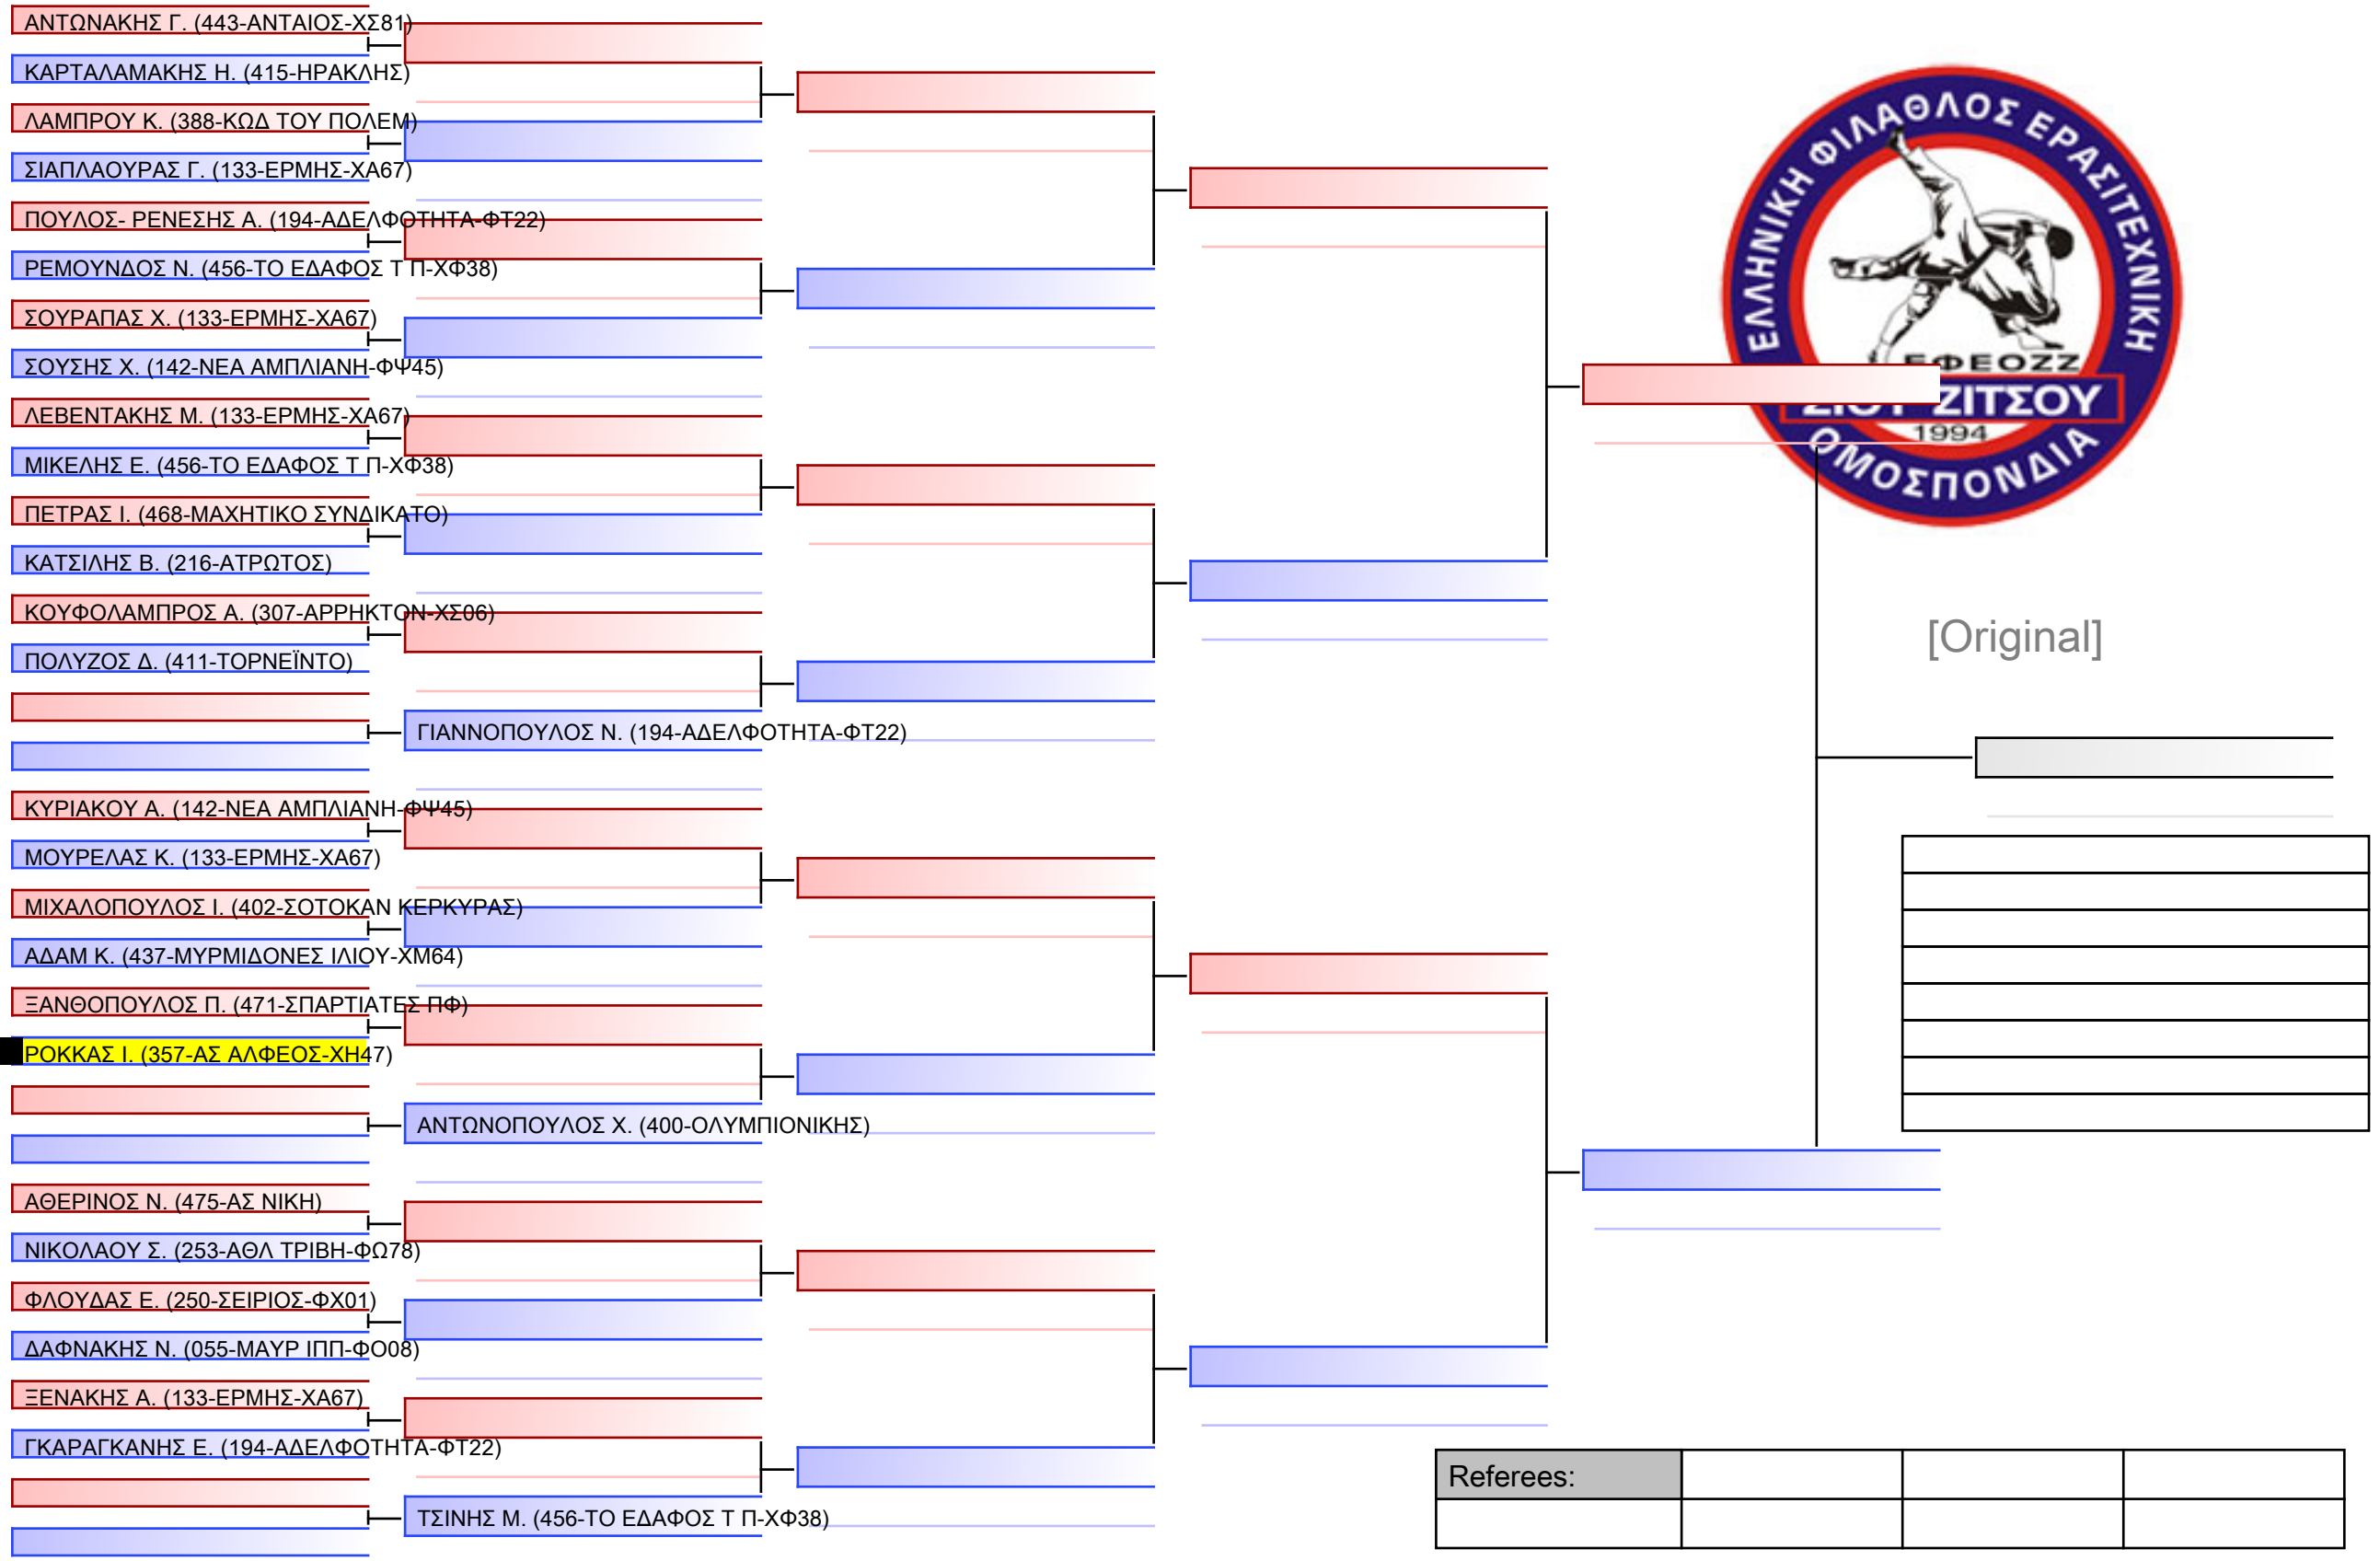 ΑΝΤΩΝΑΚΗΣ Γ. (443-ΑΝΤΑΙΟΣ-ΧΣ81)
ΚΑΡΤΑΛΑΜΑΚΗΣ Η. (415-ΗΡΑΚΛΗΣ)
ΛΑΜΠΡΟΥ Κ. (388-ΚΩΔ ΤΟΥ ΠΟΛΕΜ)
ΣΙΑΠΛΑΟΥΡΑΣ Γ. (133-ΕΡΜΗΣ-ΧΑ67)
ΠΟΥΛΟΣ- ΡΕΝΕΣΗΣ Α. (194-ΑΔΕΛΦΟΤΗΤΑ-ΦΤ22)
ΡΕΜΟΥΝΔΟΣ Ν. (456-ΤΟ ΕΔΑΦΟΣ Τ Π-ΧΦ38)
ΣΟΥΡΑΠΑΣ Χ. (133-ΕΡΜΗΣ-ΧΑ67)
ΣΟΥΣΗΣ Χ. (142-ΝΕΑ ΑΜΠΛΙΑΝΗ-ΦΨ45)
ΛΕΒΕΝΤΑΚΗΣ Μ. (133-ΕΡΜΗΣ-ΧΑ67)
ΜΙΚΕΛΗΣ Ε. (456-ΤΟ ΕΔΑΦΟΣ Τ Π-ΧΦ38)
ΠΕΤΡΑΣ Ι. (468-ΜΑΧΗΤΙΚΟ ΣΥΝΔΙΚΑΤΟ)
ΚΑΤΣΙΛΗΣ Β. (216-ΑΤΡΩΤΟΣ)
ΚΟΥΦΟΛΑΜΠΡΟΣ Α. (307-ΑΡΡΗΚΤΟΝ-ΧΣ06)
ΠΟΛΥΖΟΣ Δ. (411-ΤΟΡΝΕΪΝΤΟ)
ΓΙΑΝΝΟΠΟΥΛΟΣ Ν. (194-ΑΔΕΛΦΟΤΗΤΑ-ΦΤ22)
ΚΥΡΙΑΚΟΥ Α. (142-ΝΕΑ ΑΜΠΛΙΑΝΗ-ΦΨ45)
ΜΟΥΡΕΛΑΣ Κ. (133-ΕΡΜΗΣ-ΧΑ67)
ΜΙΧΑΛΟΠΟΥΛΟΣ Ι. (402-ΣΟΤΟΚΑΝ ΚΕΡΚΥΡΑΣ)
ΑΔΑΜ Κ. (437-ΜΥΡΜΙΔΟΝΕΣ ΙΛΙΟΥ-ΧΜ64)
ΞΑΝΘΟΠΟΥΛΟΣ Π. (471-ΣΠΑΡΤΙΑΤΕΣ ΠΦ)
ΡΟΚΚΑΣ Ι. (357-ΑΣ ΑΛΦΕΟΣ-ΧΗ47)
ΑΝΤΩΝΟΠΟΥΛΟΣ Χ. (400-ΟΛΥΜΠΙΟΝΙΚΗΣ)
ΑΘΕΡΙΝΟΣ Ν. (475-ΑΣ ΝΙΚΗ)
ΝΙΚΟΛΑΟΥ Σ. (253-ΑΘΛ ΤΡΙΒΗ-ΦΩ78)
ΦΛΟΥΔΑΣ Ε. (250-ΣΕΙΡΙΟΣ-ΦΧ01)
ΔΑΦΝΑΚΗΣ Ν. (055-ΜΑΥΡ ΙΠΠ-ΦΟ08)
ΞΕΝΑΚΗΣ Α. (133-ΕΡΜΗΣ-ΧΑ67)
ΓΚΑΡΑΓΚΑΝΗΣ Ε. (194-ΑΔΕΛΦΟΤΗΤΑ-ΦΤ22)
ΤΣΙΝΗΣ Μ. (456-ΤΟ ΕΔΑΦΟΣ Τ Π-ΧΦ38)
ΕΛΛΗΝΙΚΗ ΦΙΛΑΘΛΟΣ ΕΡΑΣΙΤΕΧΝΙΚΗ
ΕΦΕΟΖΖ
ΖΙΟΥ ΖΙΤΣΟΥ
1994
ΟΜΟΣΠΟΝΔΙΑ
[Original]
Referees: